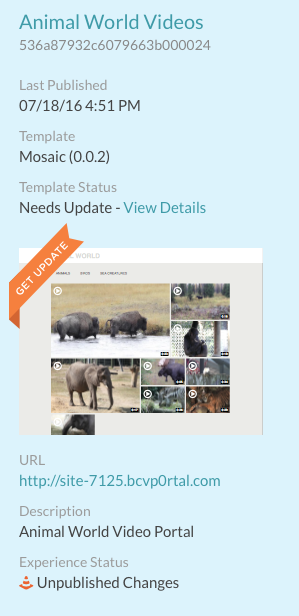 Animal World Videos
536a87932c6079663b000024
Last Published
07/18/16 4:51 PM
Template
Mosaic (0.0.2)
Template Status
Needs Update - View Details
GET UPDATE
WORLD
ANIMALS BIRDS SEA CREATURES
URL
http://site-7125.bcvp0rtal.com
Description
Animal World Video Portal
Experience Status
Unpublished Changes